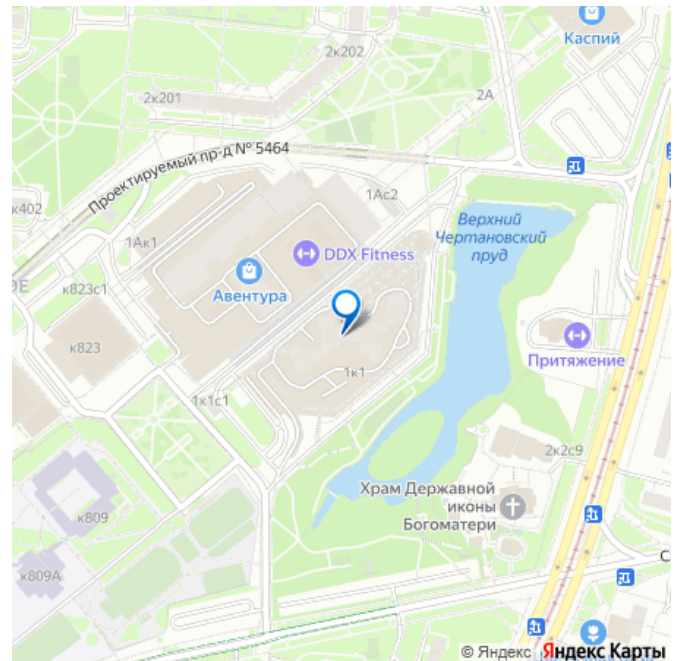 Каспий
2к202
2к201
2А
Проектируемый пр-д № 5464
1Ас2
к402
Верхний
Чертановский
пруд
1Ак1
DDX Fitness
ОЕ
к823с1
Авентура
к823
Притяжение
1к1
1к1с1
2к2с9
Храм Державной
иконы
Богоматери
к809
С
к809А
© Яндекс Яндекс Карты